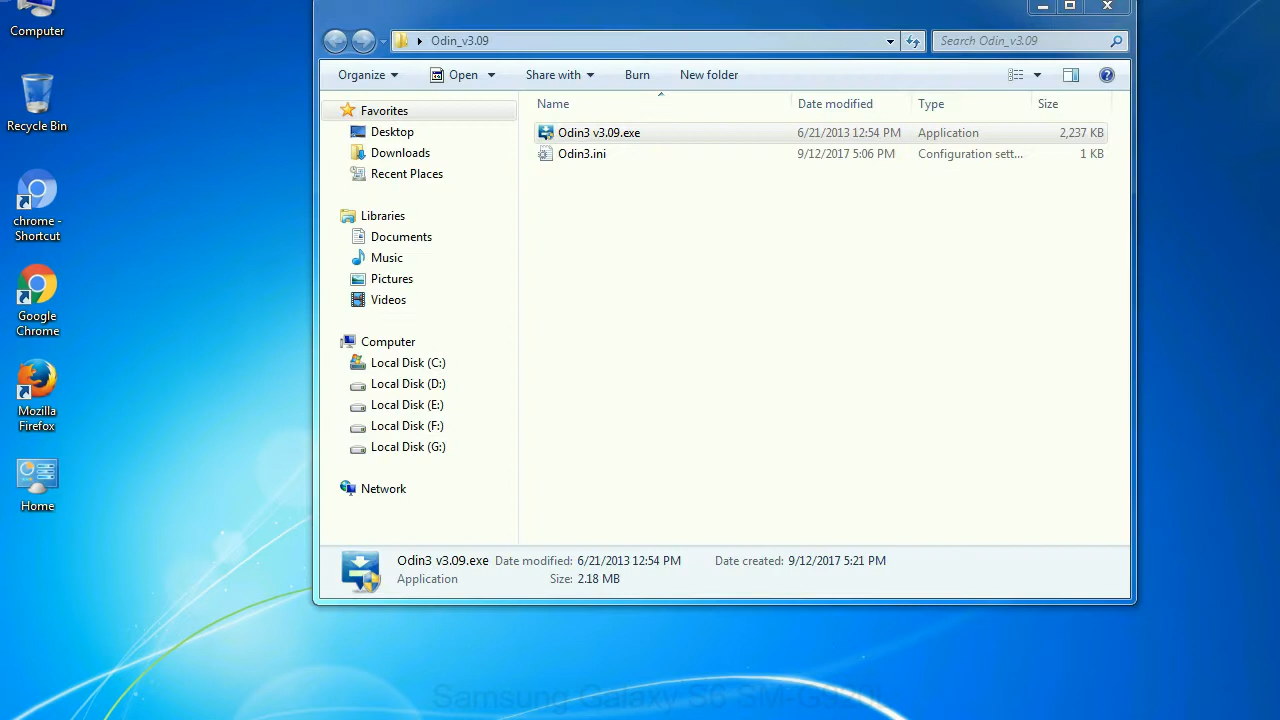 Computer
Recycle Bin
chrome -
Shortcut
Google
Chrome
Mozilla
Firefox
Home
Odin_v3.09
Search Odin_v3.09
Organize
Open
Share with
Burn
New folder
Favorites
Desktop
Downloads
Recent Places
Libraries
Documents
Music
Pictures
Videos
Computer
Local Disk (C:)
Local Disk (D:)
Local Disk (E:)
Local Disk (F:)
Local Disk (G:)
Network
Name Date modified Type Size
Odin3 v3.09.exe 6/21/2013 12:54 PM Application 2,237 KB
Odin3.ini 9/12/2017 5:06 PM Configuration sett... 1 KB
Odin3 v3.09.exe Date modified: 6/21/2013 12:54 PM Date created: 9/12/2017 5:21 PM
Application Size: 2.18 MB
Samsung Galaxy S6